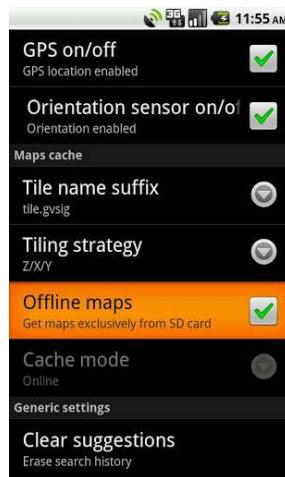 3G
11:55 AM
GPS on/off
GPS location enabled
Orientation sensor on/of
Orientation enabled
Maps cache
Tile name suffix
tile.gvsig
Tiling strategy
Z/X/Y
Offline maps
Get maps exclusively from SD card
Cache mode
Online
Generic settings
Clear suggestions
Erase search history